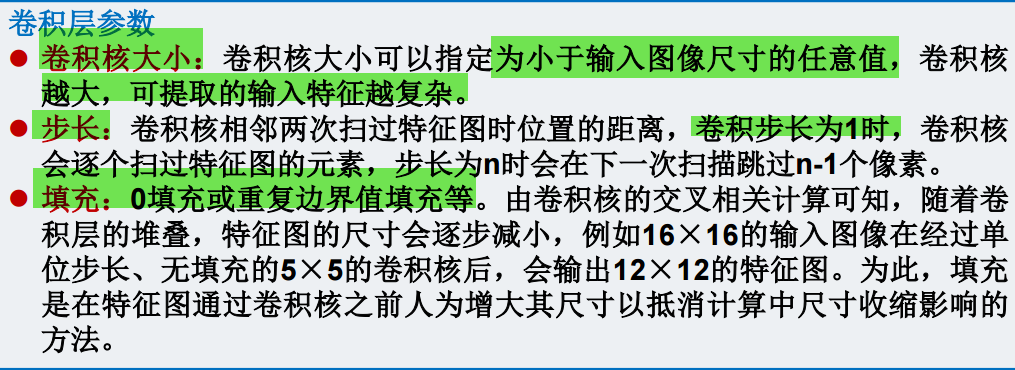 卷积层参数
● 卷积核大小：卷积核大小可以指定为小于输入图像尺寸的任意值，卷积核
越大，可提取的输入特征越复杂。
● 步长：卷积核相邻两次扫过特征图时位置的距离，卷积步长为1时，卷积核
会逐个扫过特征图的元素，步长为n时会在下一次扫描跳过n-1个像素。
● 填充：0填充或重复边界值填充等。由卷积核的交叉相关计算可知，随着卷
积层的堆叠，特征图的尺寸会逐步减小，例如16×16的输入图像在经过单
位步长、无填充的5×5的卷积核后，会输出12×12的特征图。为此，填充
是在特征图通过卷积核之前人为增大其尺寸以抵消计算中尺寸收缩影响的
方法。